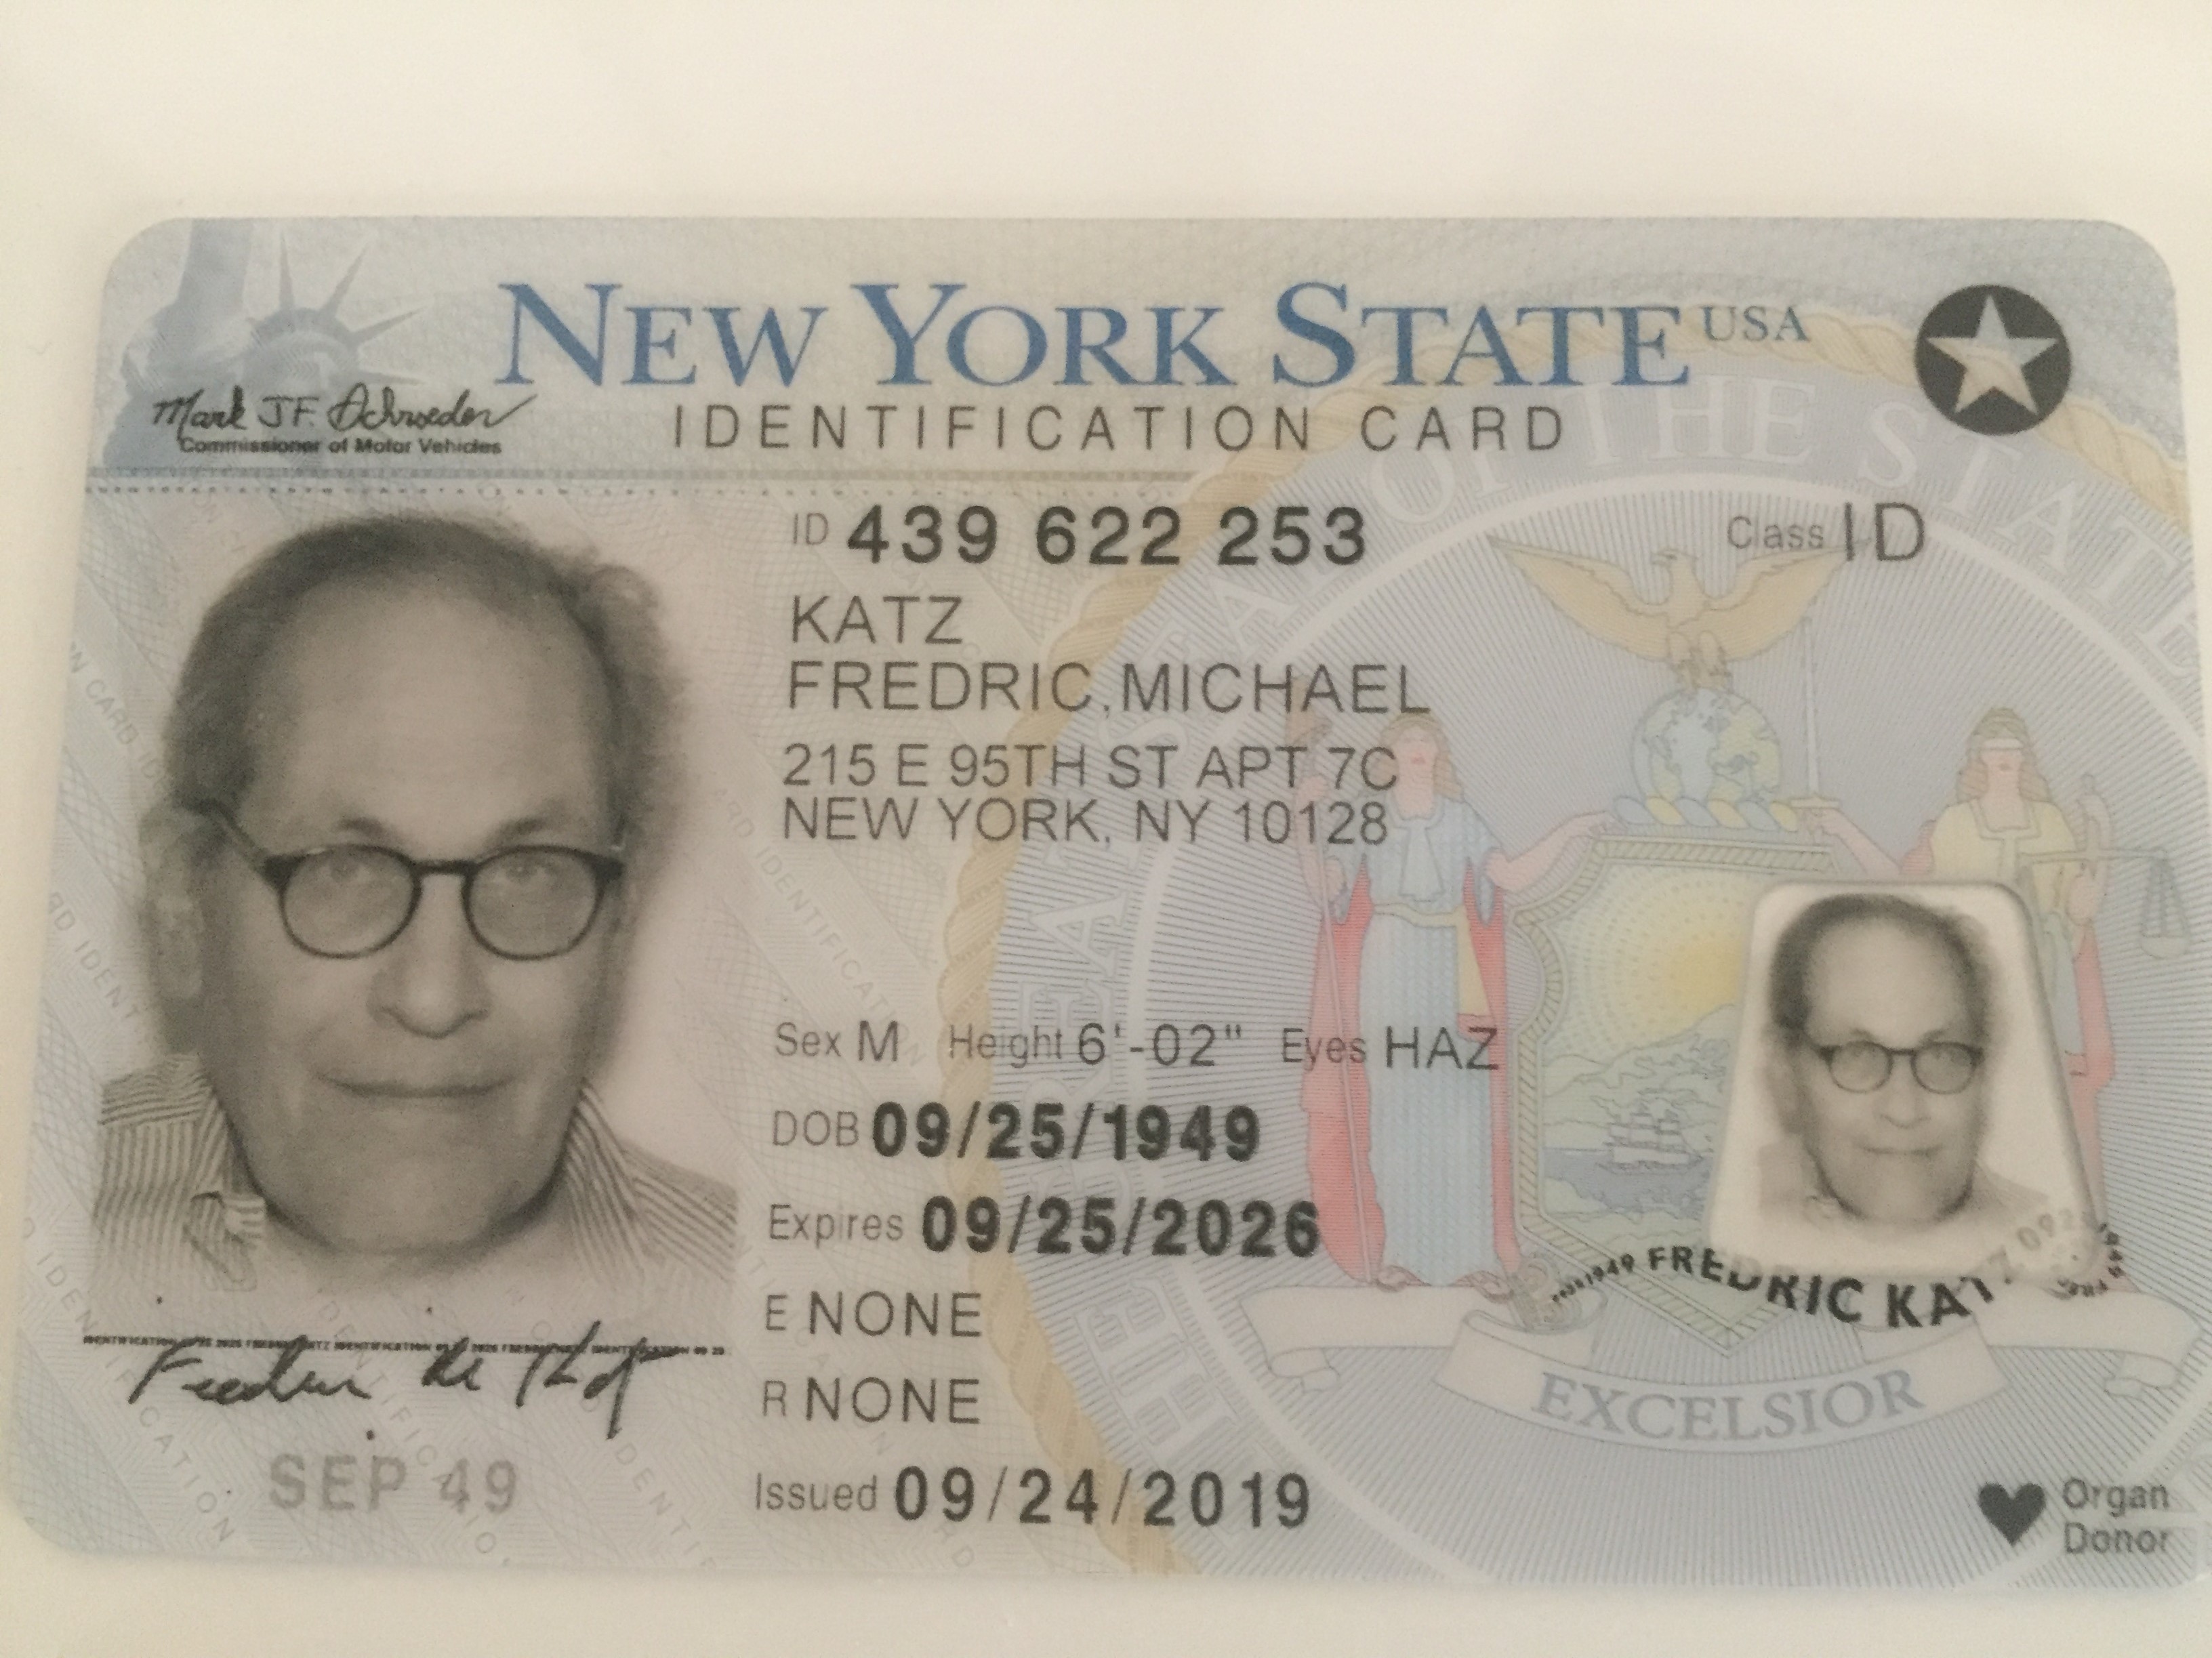 NEW YORK STATE USA
IDENTIFICATION CARD
Mark J.F. Schroeder
Commissioner of Motor Vehicles
ID 439 622 253
Class ID
KATZ
FREDRIC,MICHAEL
215 E 95TH ST APT 7C
NEW YORK, NY 10128
Sex M Height 6'-02" Eyes HAZ
DOB 09/25/1949
Expires 09/25/2026
E NONE
R NONE
Issued 09/24/2019
SEP 49
FREDRIC KATZ
EXCELSIOR
Organ
Donor